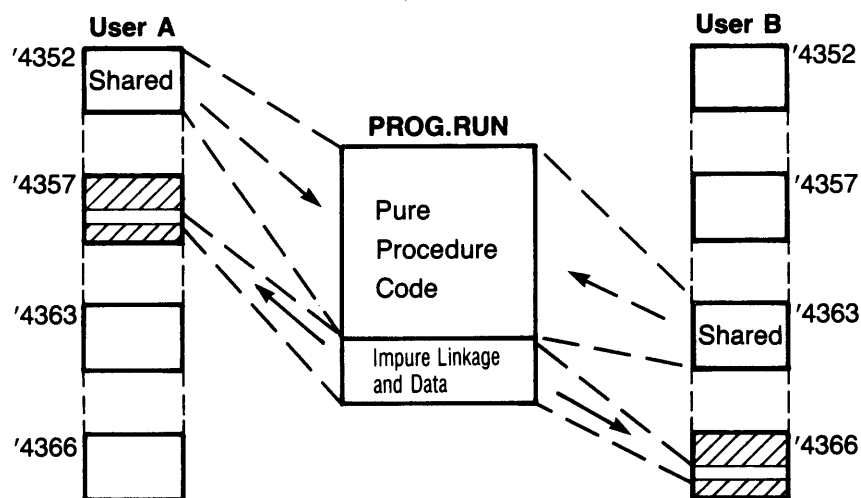 User A
'4352
Shared
'4357
'4363
'4366
PROG.RUN
Pure
Procedure
Code
Impure Linkage
and Data
User B
'4352
'4357
'4363
Shared
'4366